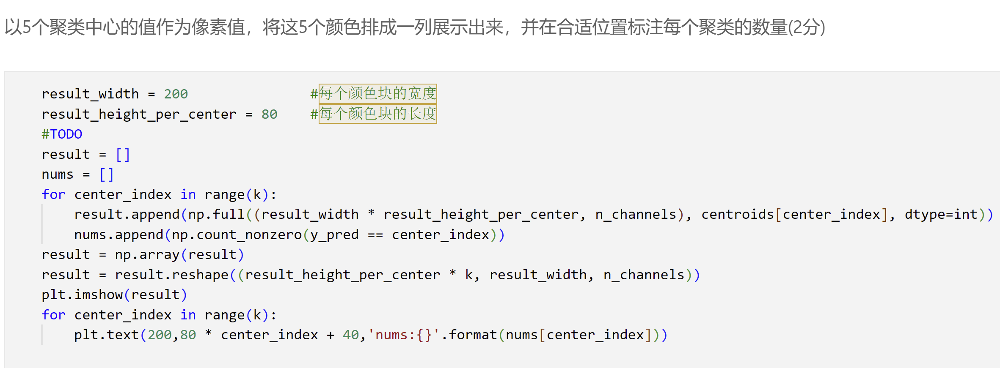 以5个聚类中心的值作为像素值，将这5个颜色排成一列展示出来，并在合适位置标注每个聚类的数量(2分)
result_width = 200               #每个颜色块的宽度
result_height_per_center = 80    #每个颜色块的长度
#TODO
result = []
nums = []
for center_index in range(k):
    result.append(np.full((result_width * result_height_per_center, n_channels), centroids[center_index], dtype=int))
    nums.append(np.count_nonzero(y_pred == center_index))
result = np.array(result)
result = result.reshape((result_height_per_center * k, result_width, n_channels))
plt.imshow(result)
for center_index in range(k):
    plt.text(200,80 * center_index + 40,'nums:{}'.format(nums[center_index]))